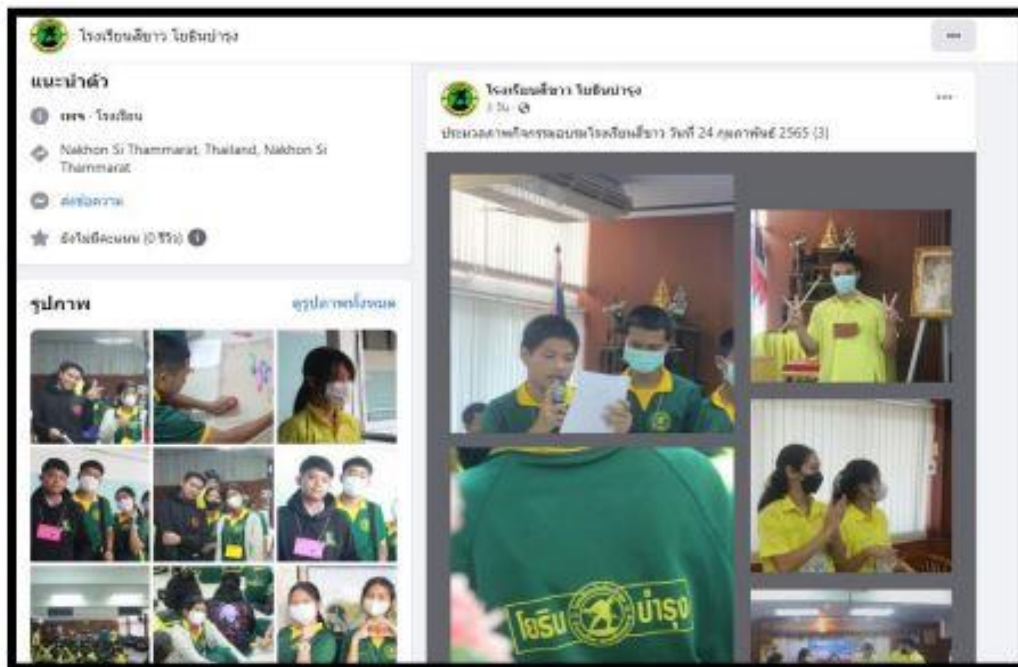 โรงเรียนสีขาว โยธินบำรุง
แนะนำตัว
เพจ · โรงเรียน
Nakhon Si Thammarat, Thailand, Nakhon Si
Thammarat
ส่งข้อความ
ยังไม่มีคะแนน (0 รีวิว)
รูปภาพ
ดูรูปภาพทั้งหมด
โรงเรียนสีขาว โยธินบำรุง
3 วัน ·
ประมวลภาพกิจกรรมอบรมโรงเรียนสีขาว วันที่ 24 กุมภาพันธ์ 2565 (3)
โยธิน บำรุง